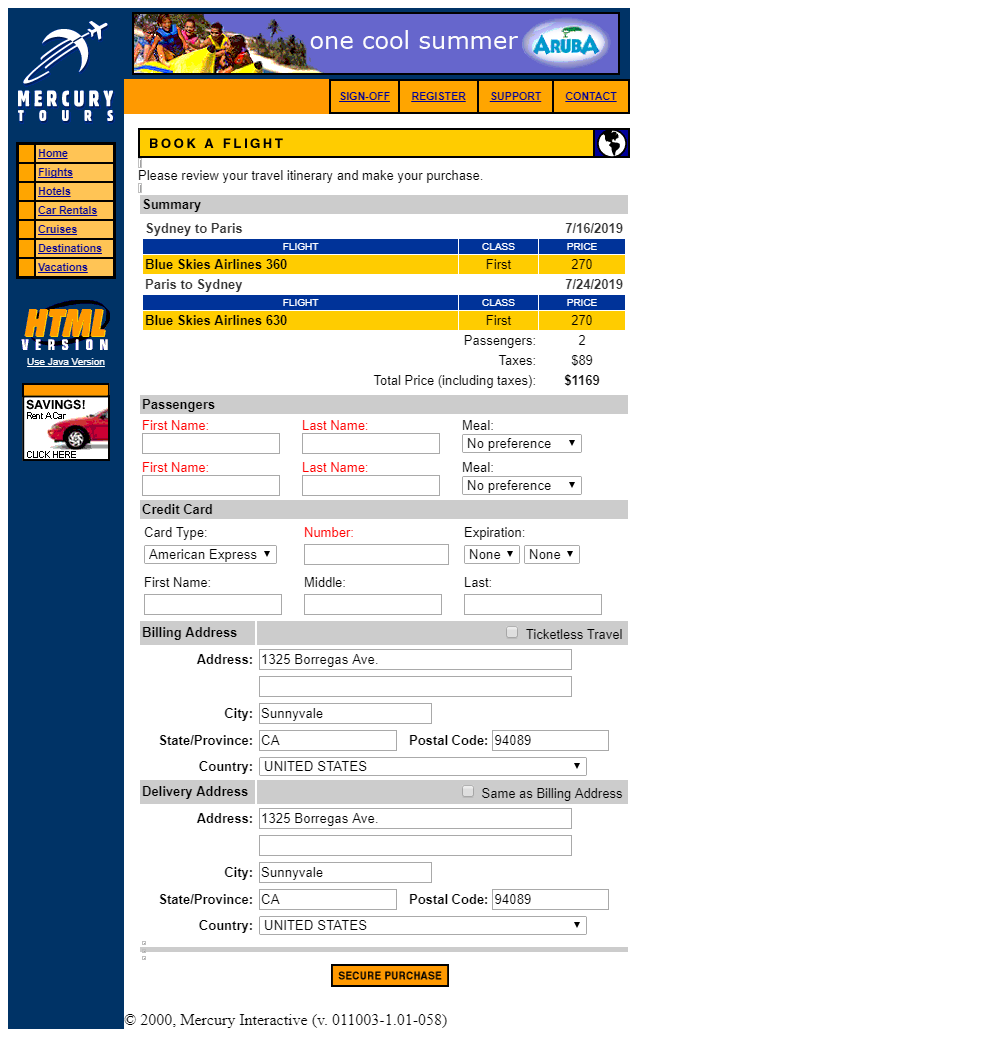 one cool summer ARUBA
MERCURY
TOURS
SIGN-OFF REGISTER SUPPORT CONTACT
Home
Flights
Hotels
Car Rentals
Cruises
Destinations
Vacations
HTML
VERSION
Use Java Version
SAVINGS!
Rent A Car
CLICK HERE
BOOK A FLIGHT
Please review your travel itinerary and make your purchase.
Summary
Sydney to Paris 7/16/2019
FLIGHT CLASS PRICE
Blue Skies Airlines 360 First 270
Paris to Sydney 7/24/2019
FLIGHT CLASS PRICE
Blue Skies Airlines 630 First 270
Passengers: 2
Taxes: $89
Total Price (including taxes): $1169
Passengers
First Name: Last Name: Meal:
No preference
First Name: Last Name: Meal:
No preference
Credit Card
Card Type: Number: Expiration:
American Express None None
First Name: Middle: Last:
Billing Address Ticketless Travel
Address: 1325 Borregas Ave.
City: Sunnyvale
State/Province: CA Postal Code: 94089
Country: UNITED STATES
Delivery Address Same as Billing Address
Address: 1325 Borregas Ave.
City: Sunnyvale
State/Province: CA Postal Code: 94089
Country: UNITED STATES
SECURE PURCHASE
© 2000, Mercury Interactive (v. 011003-1.01-058)